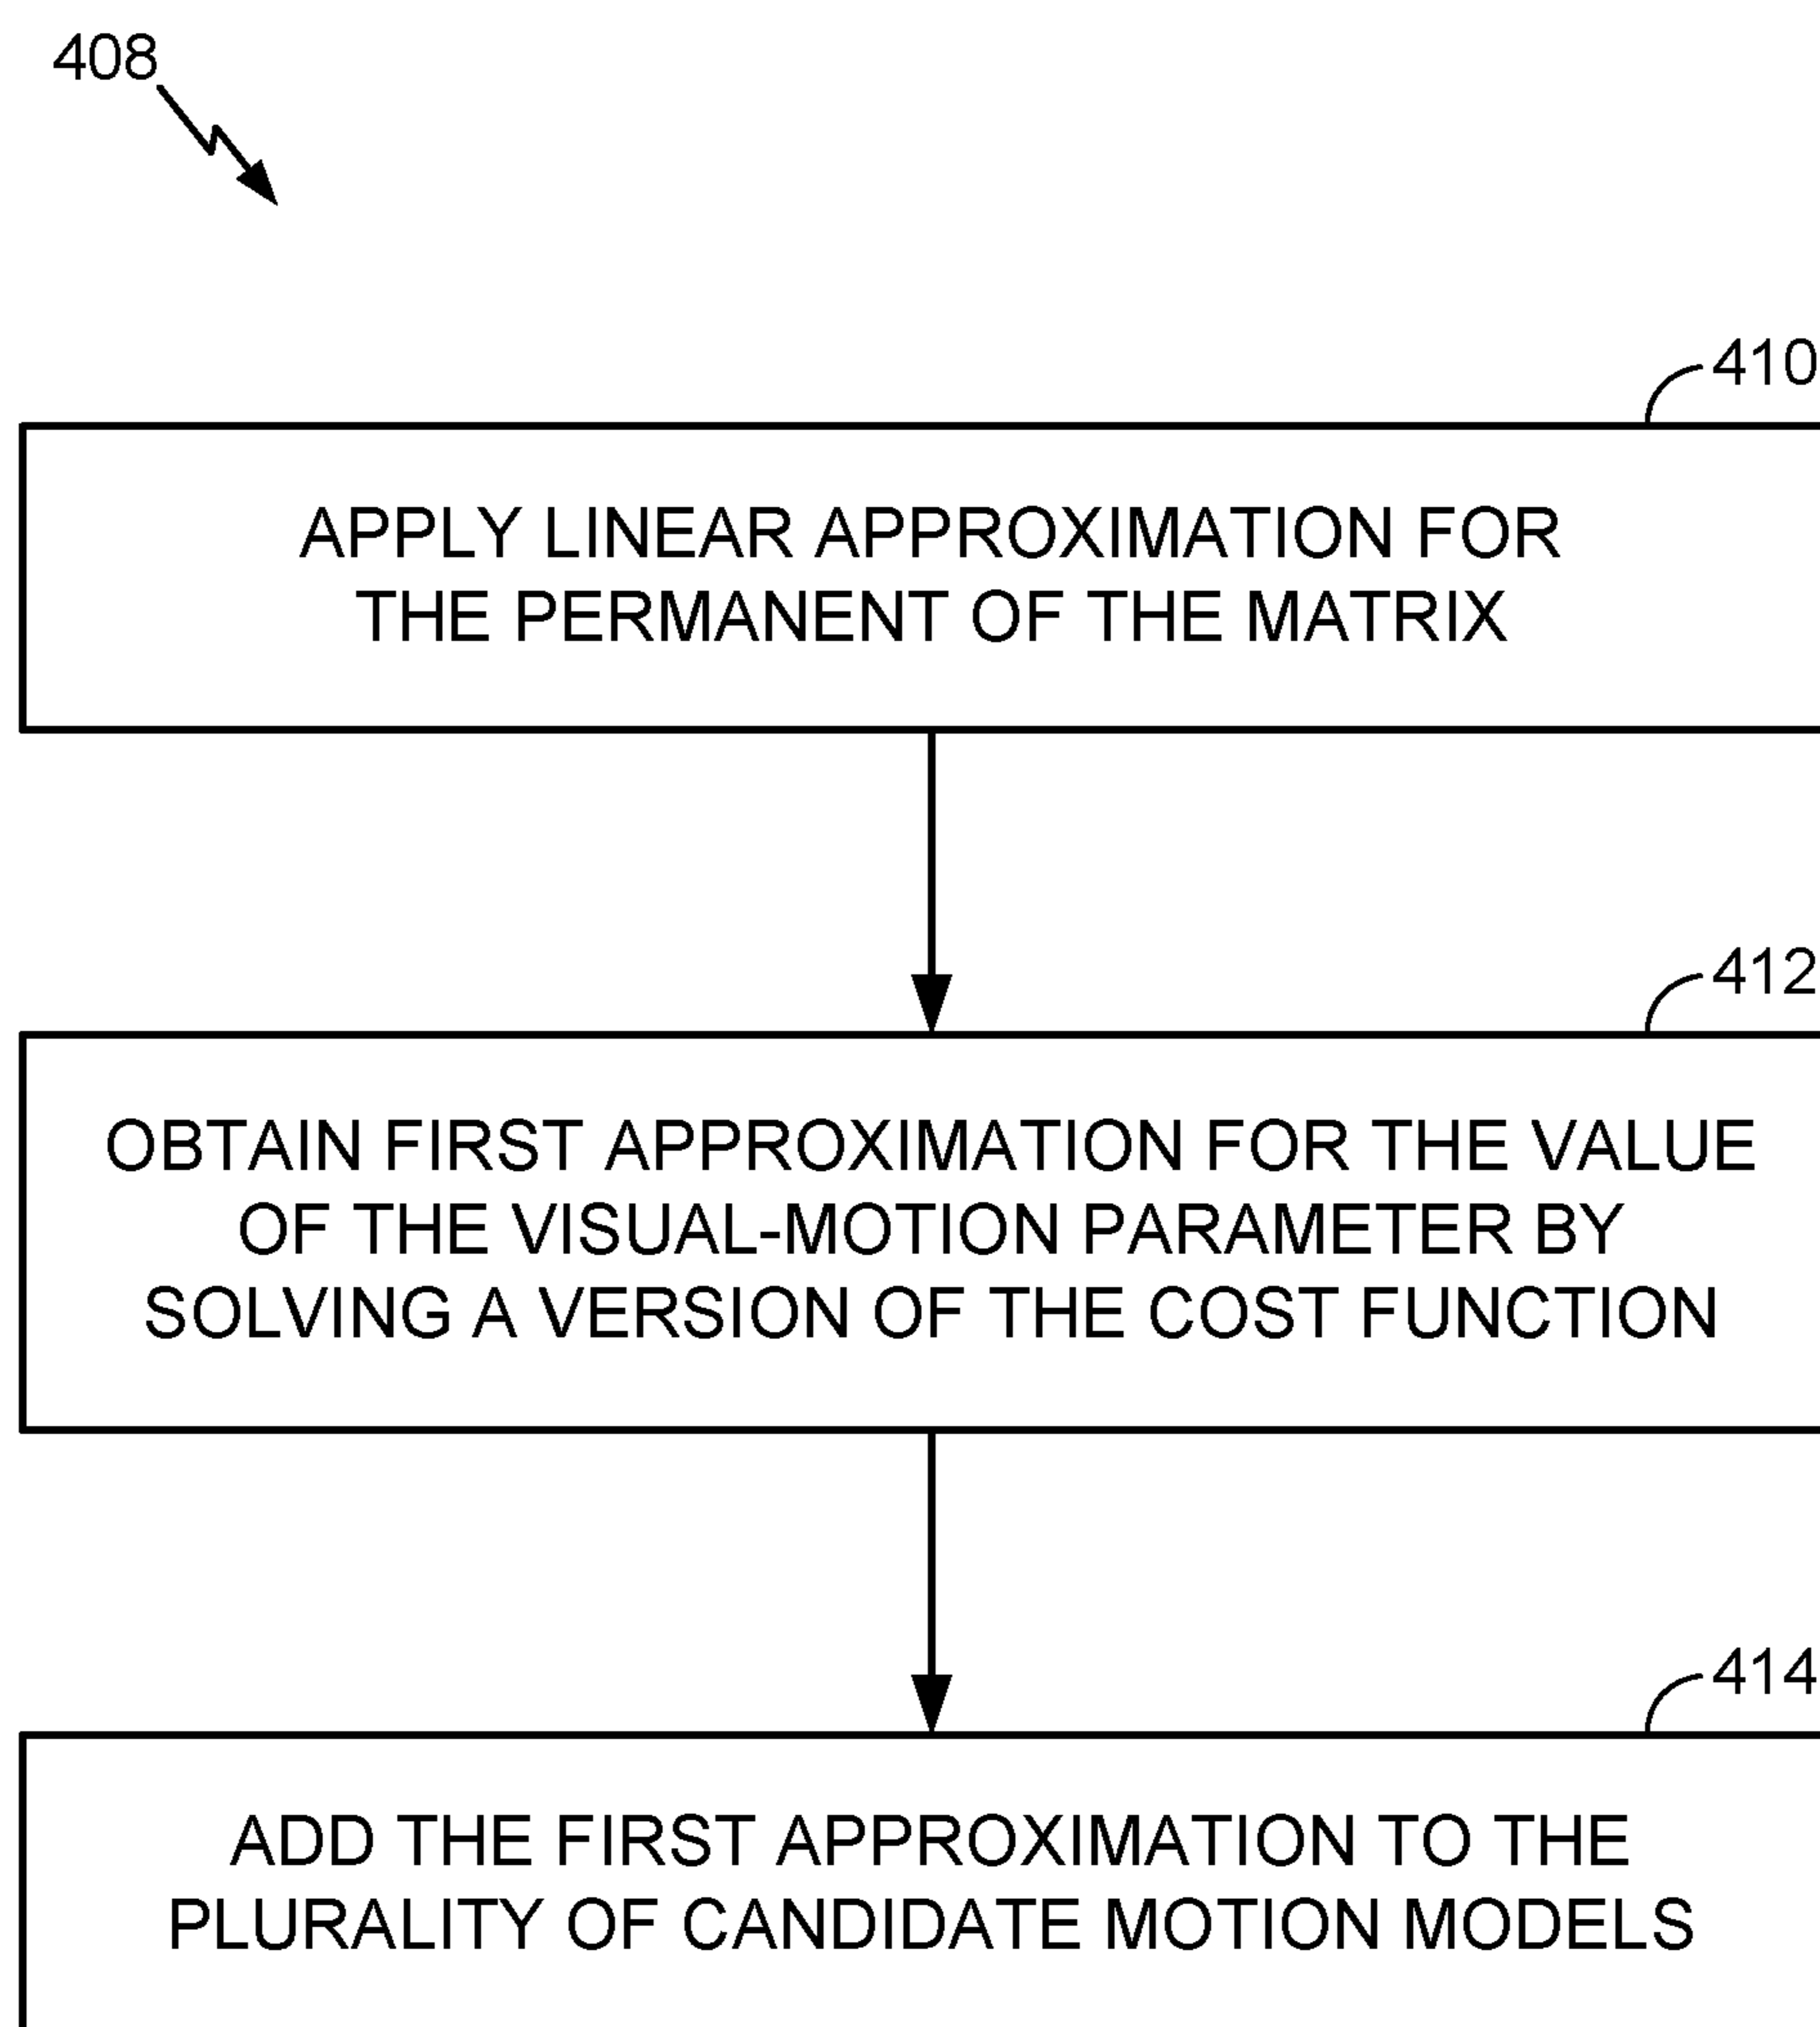 408
410
APPLY LINEAR APPROXIMATION FOR
THE PERMANENT OF THE MATRIX
412
OBTAIN FIRST APPROXIMATION FOR THE VALUE
OF THE VISUAL-MOTION PARAMETER BY
SOLVING A VERSION OF THE COST FUNCTION
414
ADD THE FIRST APPROXIMATION TO THE
PLURALITY OF CANDIDATE MOTION MODELS